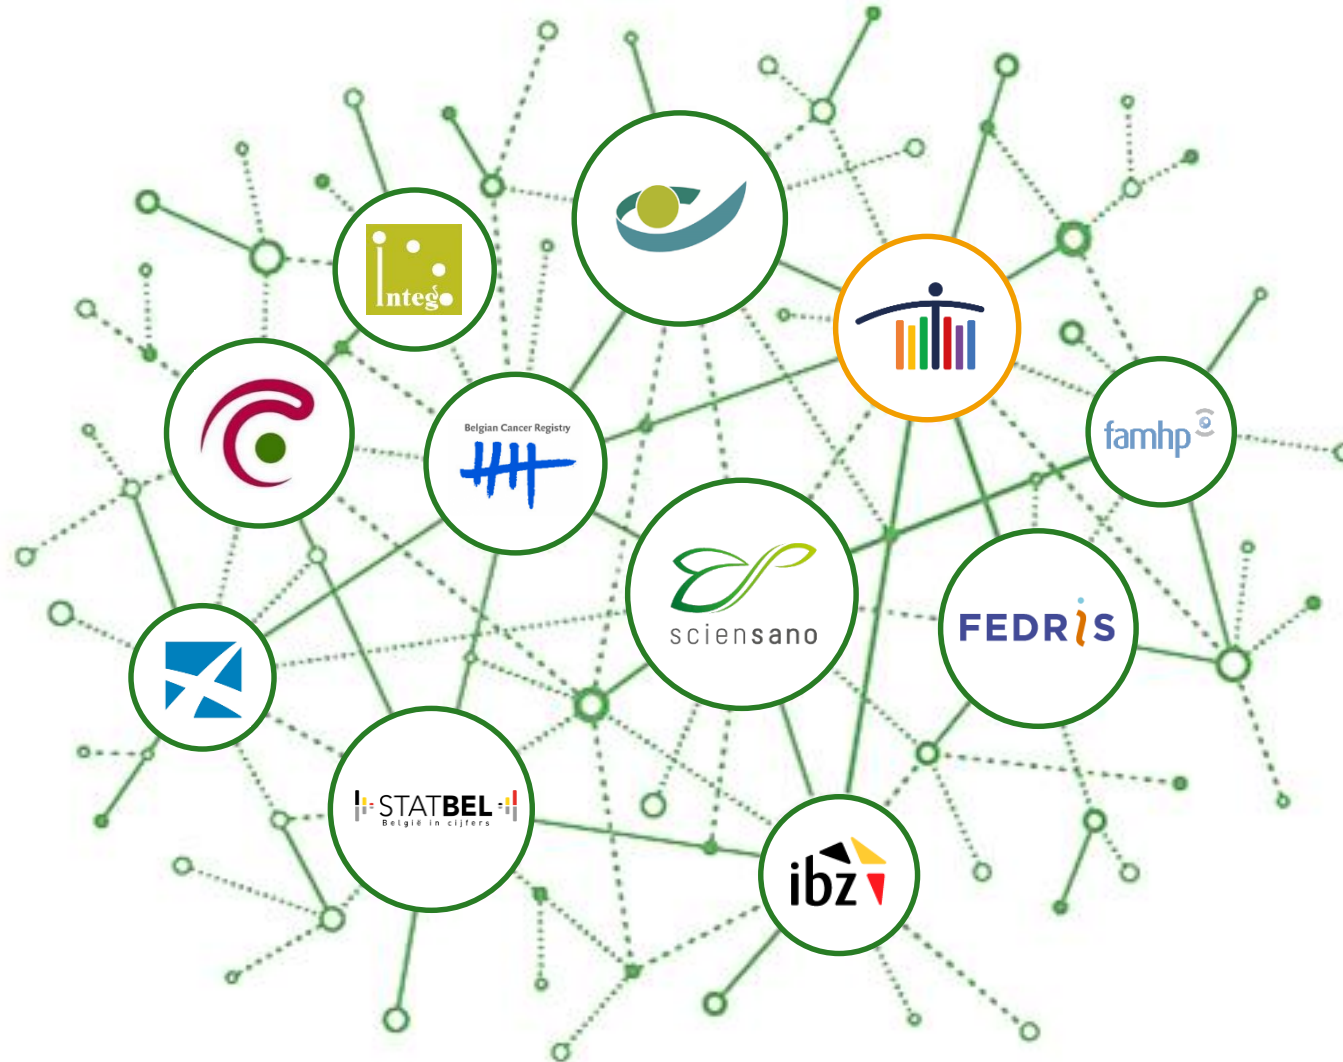 Intego
Belgian Cancer Registry
famhp
sciensano
FEDRIS
STATBEL
België in cijfers
ibz